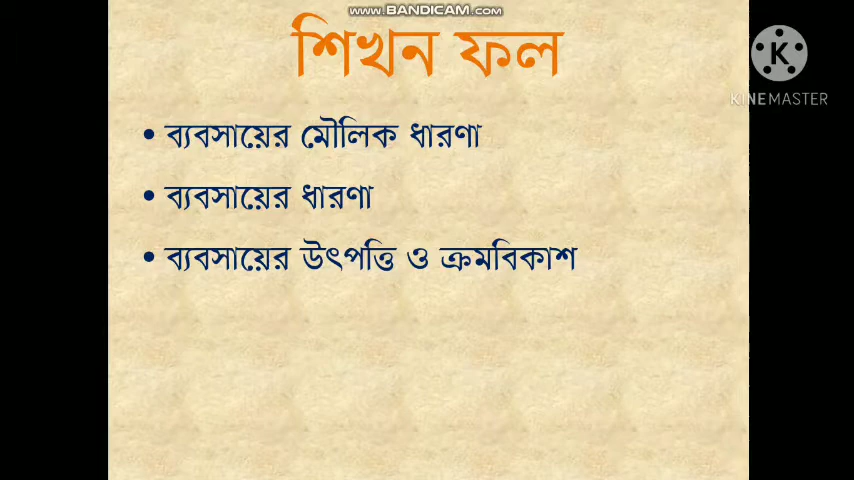 www.BANDICAM.com
শিখন ফল
KINEMASTER
• ব্যবসায়ের মৌলিক ধারণা
• ব্যবসায়ের ধারণা
• ব্যবসায়ের উৎপত্তি ও ক্রমবিকাশ